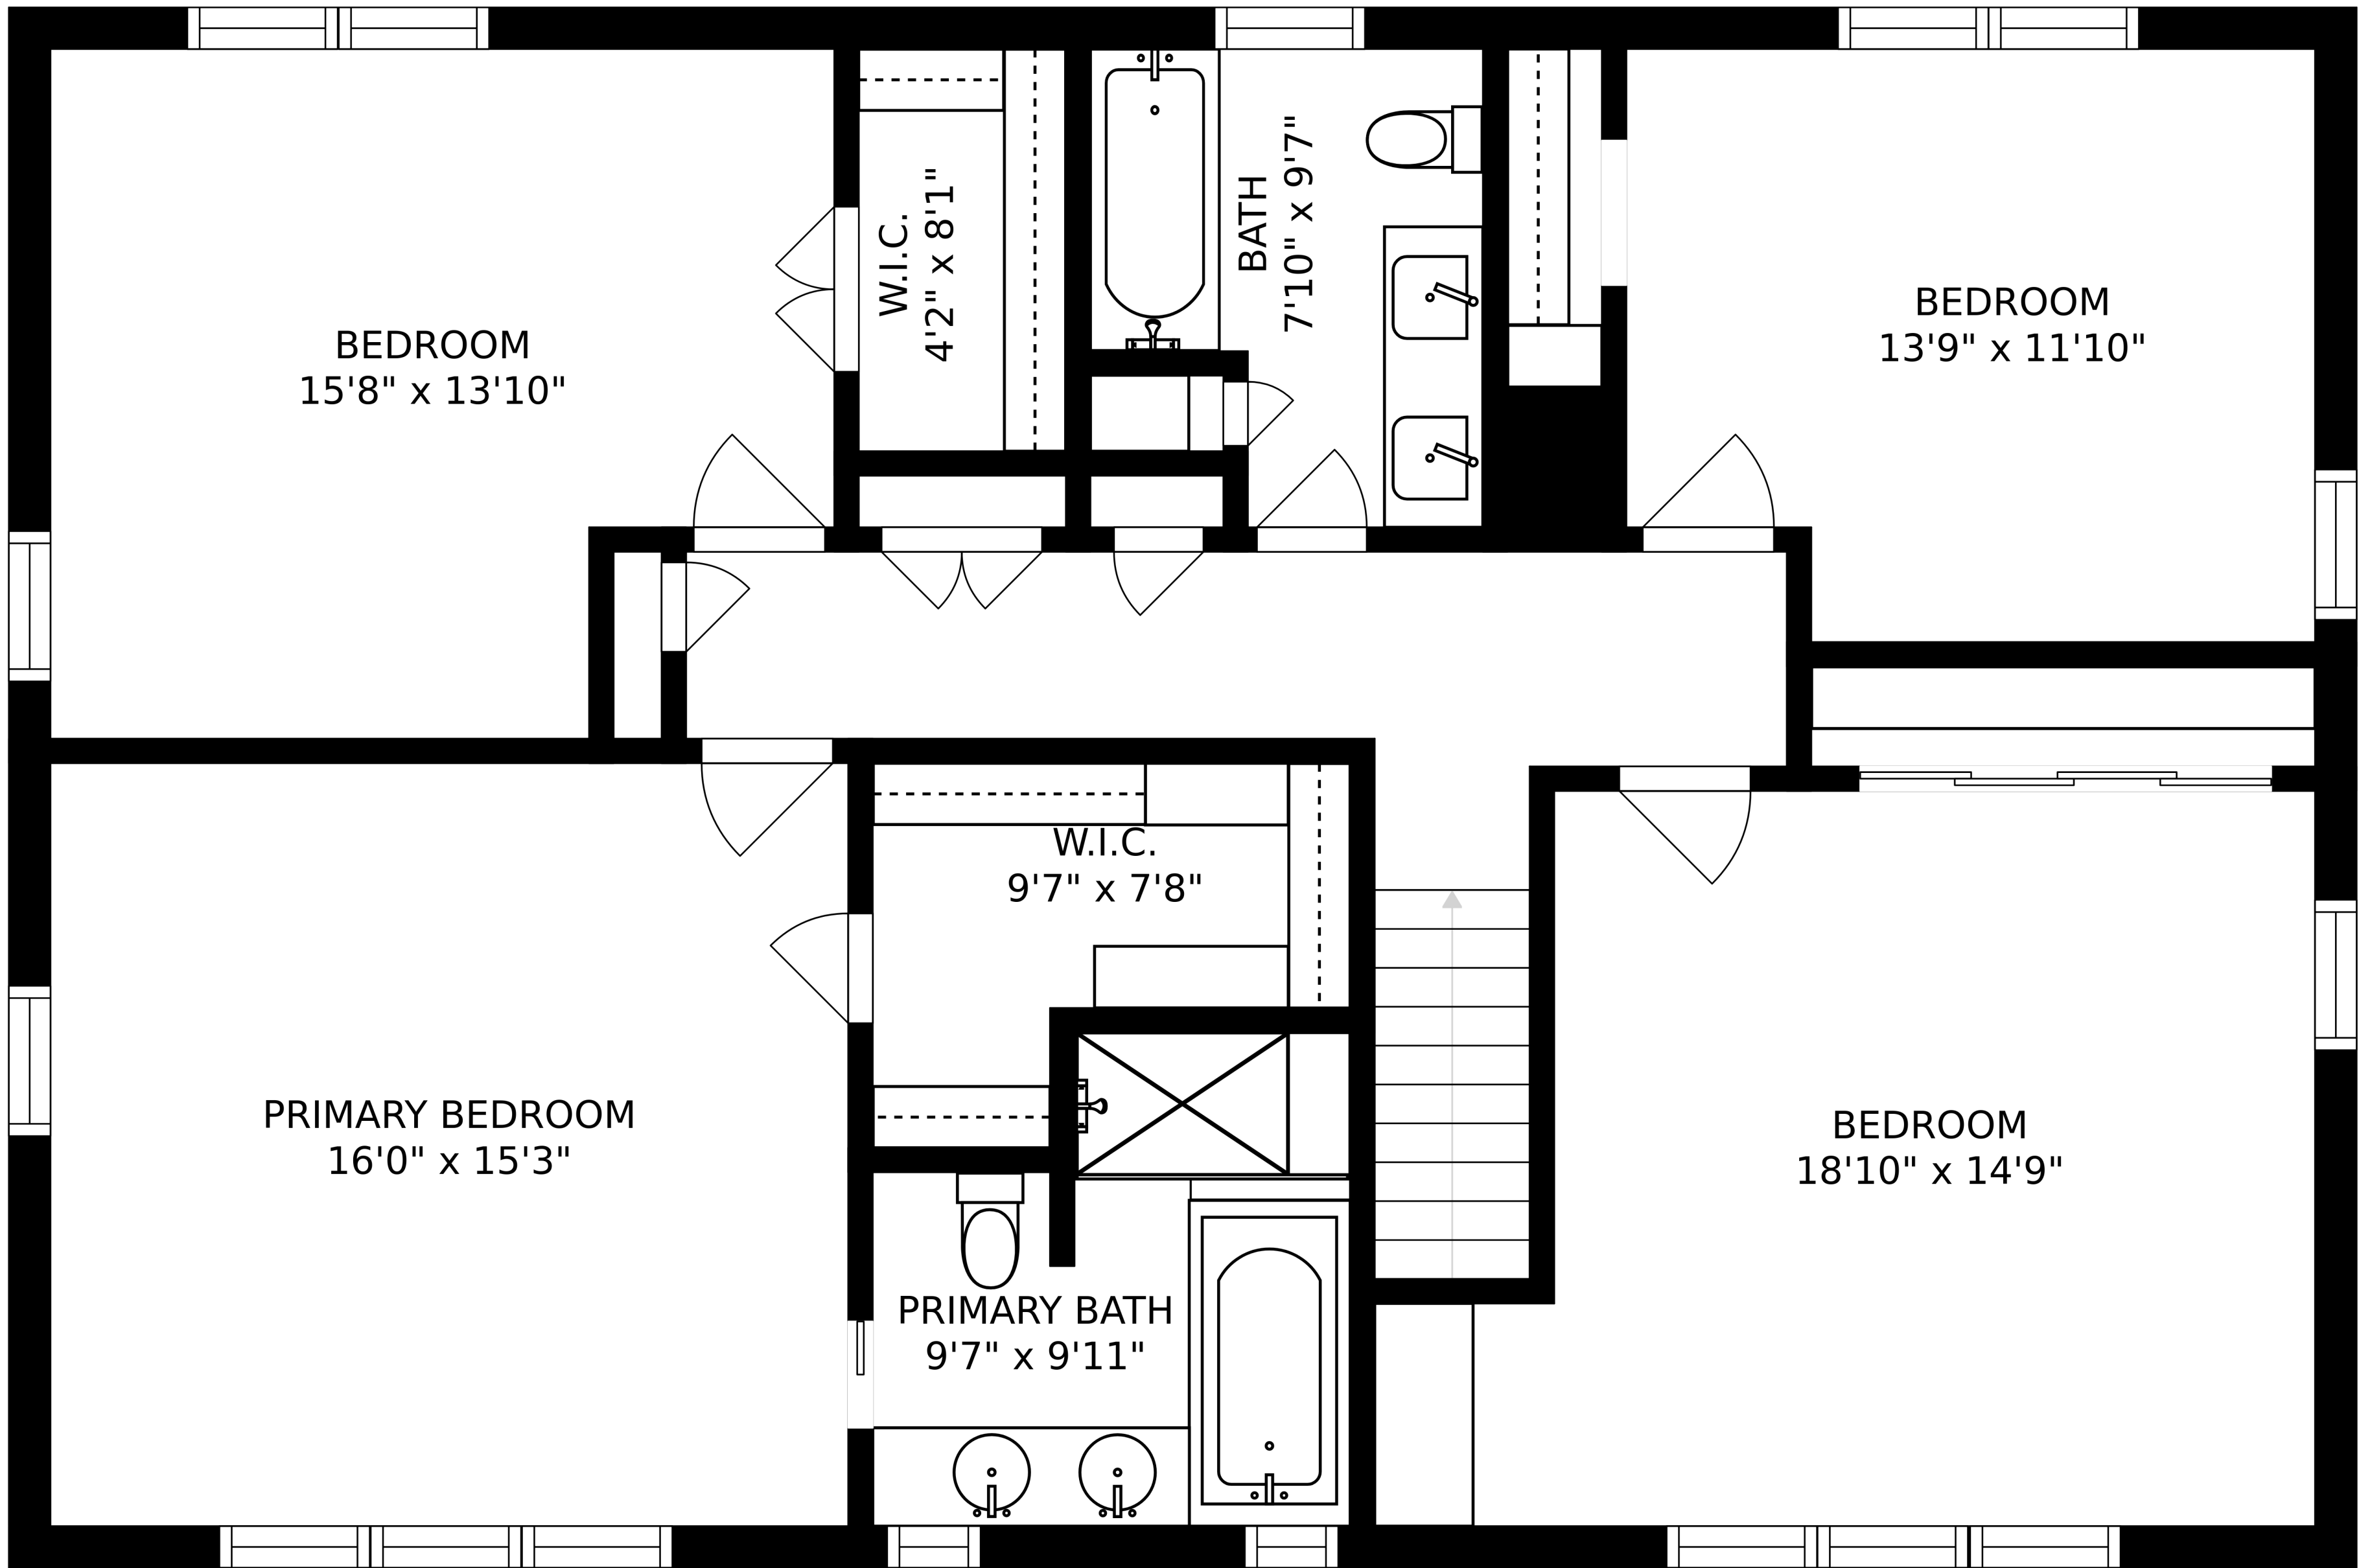 W.I.C.
4'2" x 8'1"
BATH
7'10" x 9'7"
BEDROOM
13'9" x 11'10"
BEDROOM
15'8" x 13'10"
W.I.C.
9'7" x 7'8"
PRIMARY BEDROOM
16'0" x 15'3"
BEDROOM
18'10" x 14'9"
PRIMARY BATH
9'7" x 9'11"